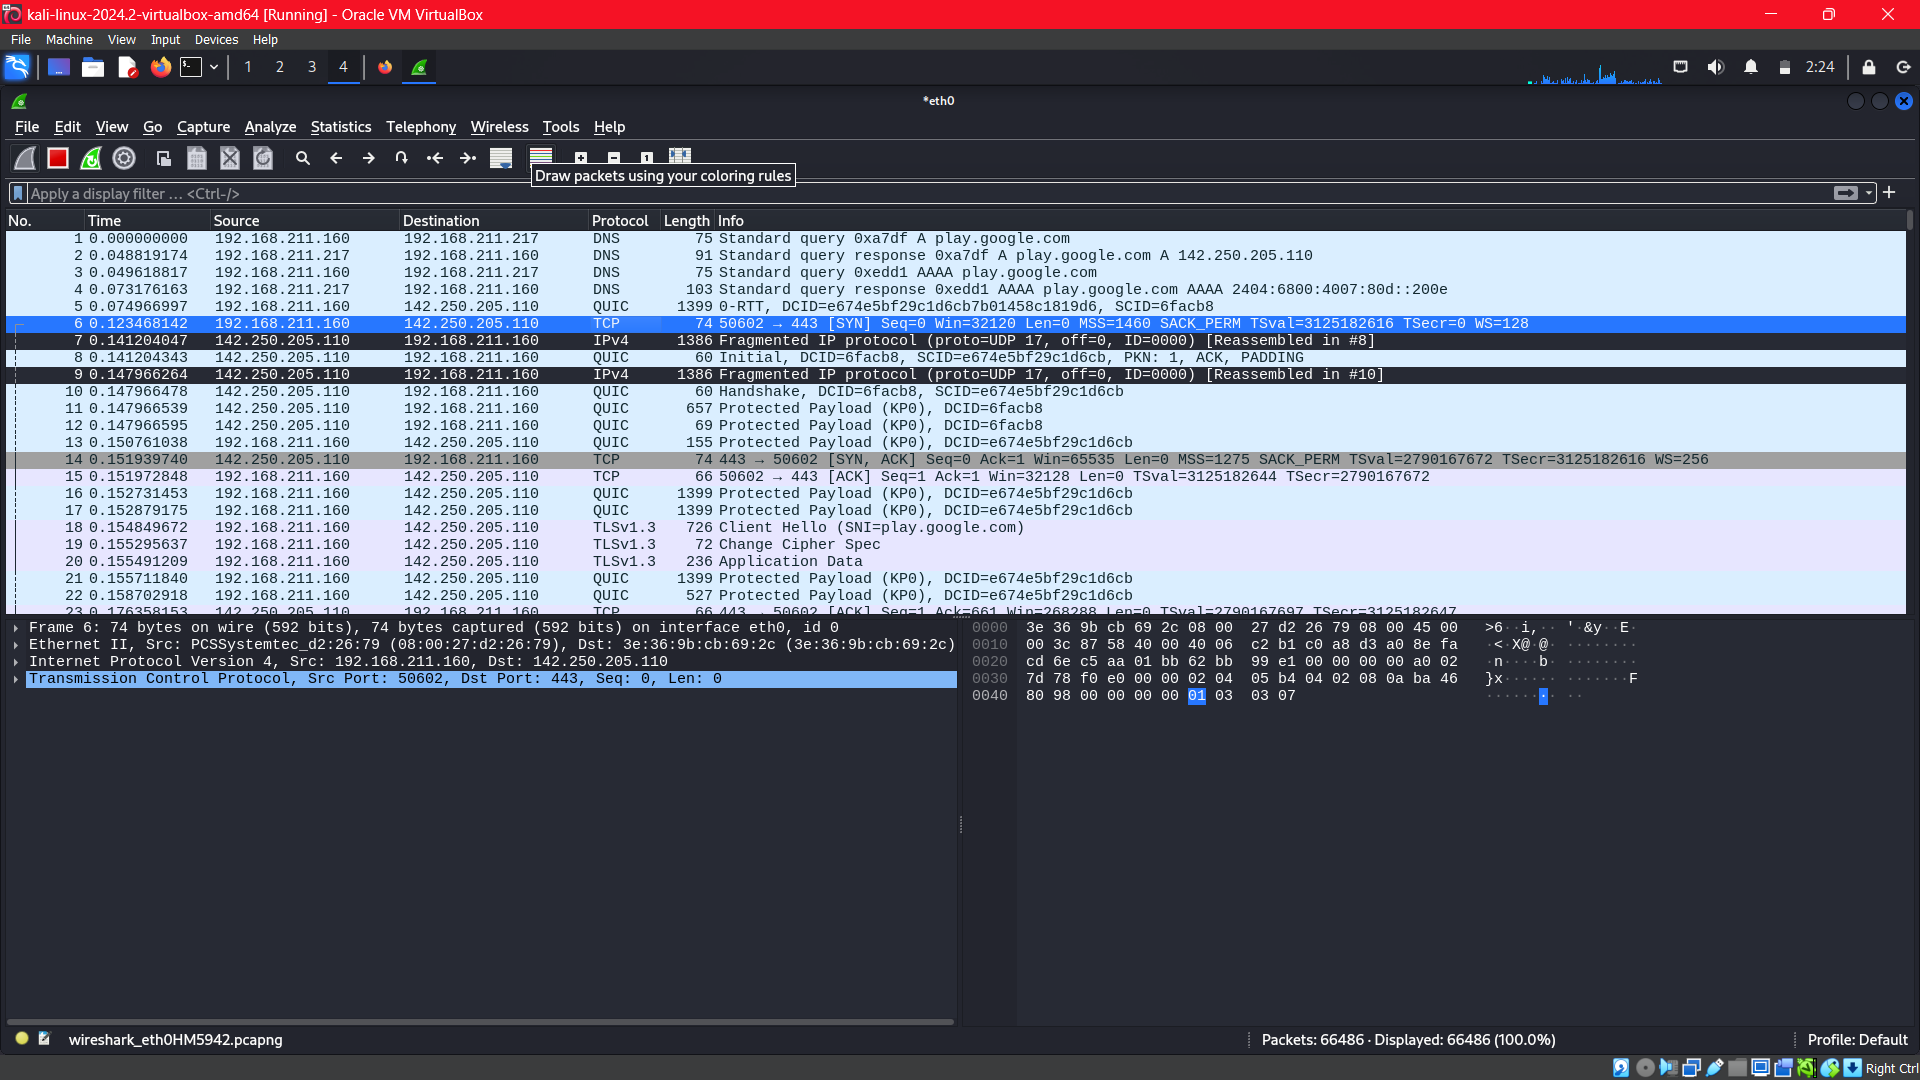 kali-linux-2024.2-virtualbox-amd64 [Running] - Oracle VM VirtualBox
File Machine View Input Devices Help
1 2 3 4 2:24
*eth0
File Edit View Go Capture Analyze Statistics Telephony Wireless Tools Help
Draw packets using your coloring rules
Apply a display filter … <Ctrl-/>
No. Time Source Destination Protocol Length Info
1 0.000000000 192.168.211.160 192.168.211.217 DNS 75 Standard query 0xa7df A play.google.com
2 0.048819174 192.168.211.217 192.168.211.160 DNS 91 Standard query response 0xa7df A play.google.com A 142.250.205.110
3 0.049618817 192.168.211.160 192.168.211.217 DNS 75 Standard query 0xedd1 AAAA play.google.com
4 0.073176163 192.168.211.217 192.168.211.160 DNS 103 Standard query response 0xedd1 AAAA play.google.com AAAA 2404:6800:4007:80d::200e
5 0.074966997 192.168.211.160 142.250.205.110 QUIC 1399 0-RTT, DCID=e674e5bf29c1d6cb7b01458c1819d6, SCID=6facb8
6 0.123468142 192.168.211.160 142.250.205.110 TCP 74 50602 → 443 [SYN] Seq=0 Win=32120 Len=0 MSS=1460 SACK_PERM TSval=3125182616 TSecr=0 WS=128
7 0.141204047 142.250.205.110 192.168.211.160 IPv4 1386 Fragmented IP protocol (proto=UDP 17, off=0, ID=0000) [Reassembled in #8]
8 0.141204343 142.250.205.110 192.168.211.160 QUIC 60 Initial, DCID=6facb8, SCID=e674e5bf29c1d6cb, PKN: 1, ACK, PADDING
9 0.147966264 142.250.205.110 192.168.211.160 IPv4 1386 Fragmented IP protocol (proto=UDP 17, off=0, ID=0000) [Reassembled in #10]
10 0.147966478 142.250.205.110 192.168.211.160 QUIC 60 Handshake, DCID=6facb8, SCID=e674e5bf29c1d6cb
11 0.147966539 142.250.205.110 192.168.211.160 QUIC 657 Protected Payload (KP0), DCID=6facb8
12 0.147966595 142.250.205.110 192.168.211.160 QUIC 69 Protected Payload (KP0), DCID=6facb8
13 0.150761038 192.168.211.160 142.250.205.110 QUIC 155 Protected Payload (KP0), DCID=e674e5bf29c1d6cb
14 0.151939740 142.250.205.110 192.168.211.160 TCP 74 443 → 50602 [SYN, ACK] Seq=0 Ack=1 Win=65535 Len=0 MSS=1275 SACK_PERM TSval=2790167672 TSecr=3125182616 WS=256
15 0.151972848 192.168.211.160 142.250.205.110 TCP 66 50602 → 443 [ACK] Seq=1 Ack=1 Win=32128 Len=0 TSval=3125182644 TSecr=2790167672
16 0.152731453 192.168.211.160 142.250.205.110 QUIC 1399 Protected Payload (KP0), DCID=e674e5bf29c1d6cb
17 0.152879175 192.168.211.160 142.250.205.110 QUIC 1399 Protected Payload (KP0), DCID=e674e5bf29c1d6cb
18 0.154849672 192.168.211.160 142.250.205.110 TLSv1.3 726 Client Hello (SNI=play.google.com)
19 0.155295637 192.168.211.160 142.250.205.110 TLSv1.3 72 Change Cipher Spec
20 0.155491209 192.168.211.160 142.250.205.110 TLSv1.3 236 Application Data
21 0.155711840 192.168.211.160 142.250.205.110 QUIC 1399 Protected Payload (KP0), DCID=e674e5bf29c1d6cb
22 0.158702918 192.168.211.160 142.250.205.110 QUIC 527 Protected Payload (KP0), DCID=e674e5bf29c1d6cb
23 0.176358153 142.250.205.110 192.168.211.160 TCP 66 443 → 50602 [ACK] Seq=1 Ack=661 Win=268288 Len=0 TSval=2790167697 TSecr=3125182647
Frame 6: 74 bytes on wire (592 bits), 74 bytes captured (592 bits) on interface eth0, id 0
Ethernet II, Src: PCSSystemtec_d2:26:79 (08:00:27:d2:26:79), Dst: 3e:36:9b:cb:69:2c (3e:36:9b:cb:69:2c)
Internet Protocol Version 4, Src: 192.168.211.160, Dst: 142.250.205.110
Transmission Control Protocol, Src Port: 50602, Dst Port: 443, Seq: 0, Len: 0
0000 3e 36 9b cb 69 2c 08 00 27 d2 26 79 08 00 45 00 >6··i,·· '·&y··E·
0010 00 3c 87 58 40 00 40 06 c2 b1 c0 a8 d3 a0 8e fa ·<·X@·@· ········
0020 cd 6e c5 aa 01 bb 62 bb 99 e1 00 00 00 00 a0 02 ·n····b· ········
0030 7d 78 f0 e0 00 00 02 04 05 b4 04 02 08 0a ba 46 }x······ ·······F
0040 80 98 00 00 00 00 01 03 03 07 ········ ··
wireshark_eth0HM5942.pcapng Packets: 66486 · Displayed: 66486 (100.0%) Profile: Default
Right Ctrl